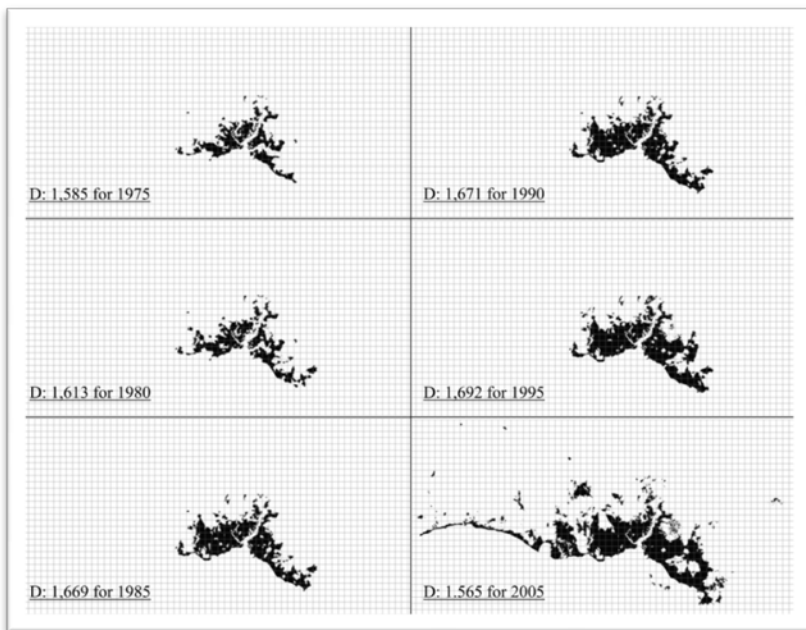 D: 1,585 for 1975
D: 1,671 for 1990
D: 1,613 for 1980
D: 1,692 for 1995
D: 1,669 for 1985
D: 1.565 for 2005